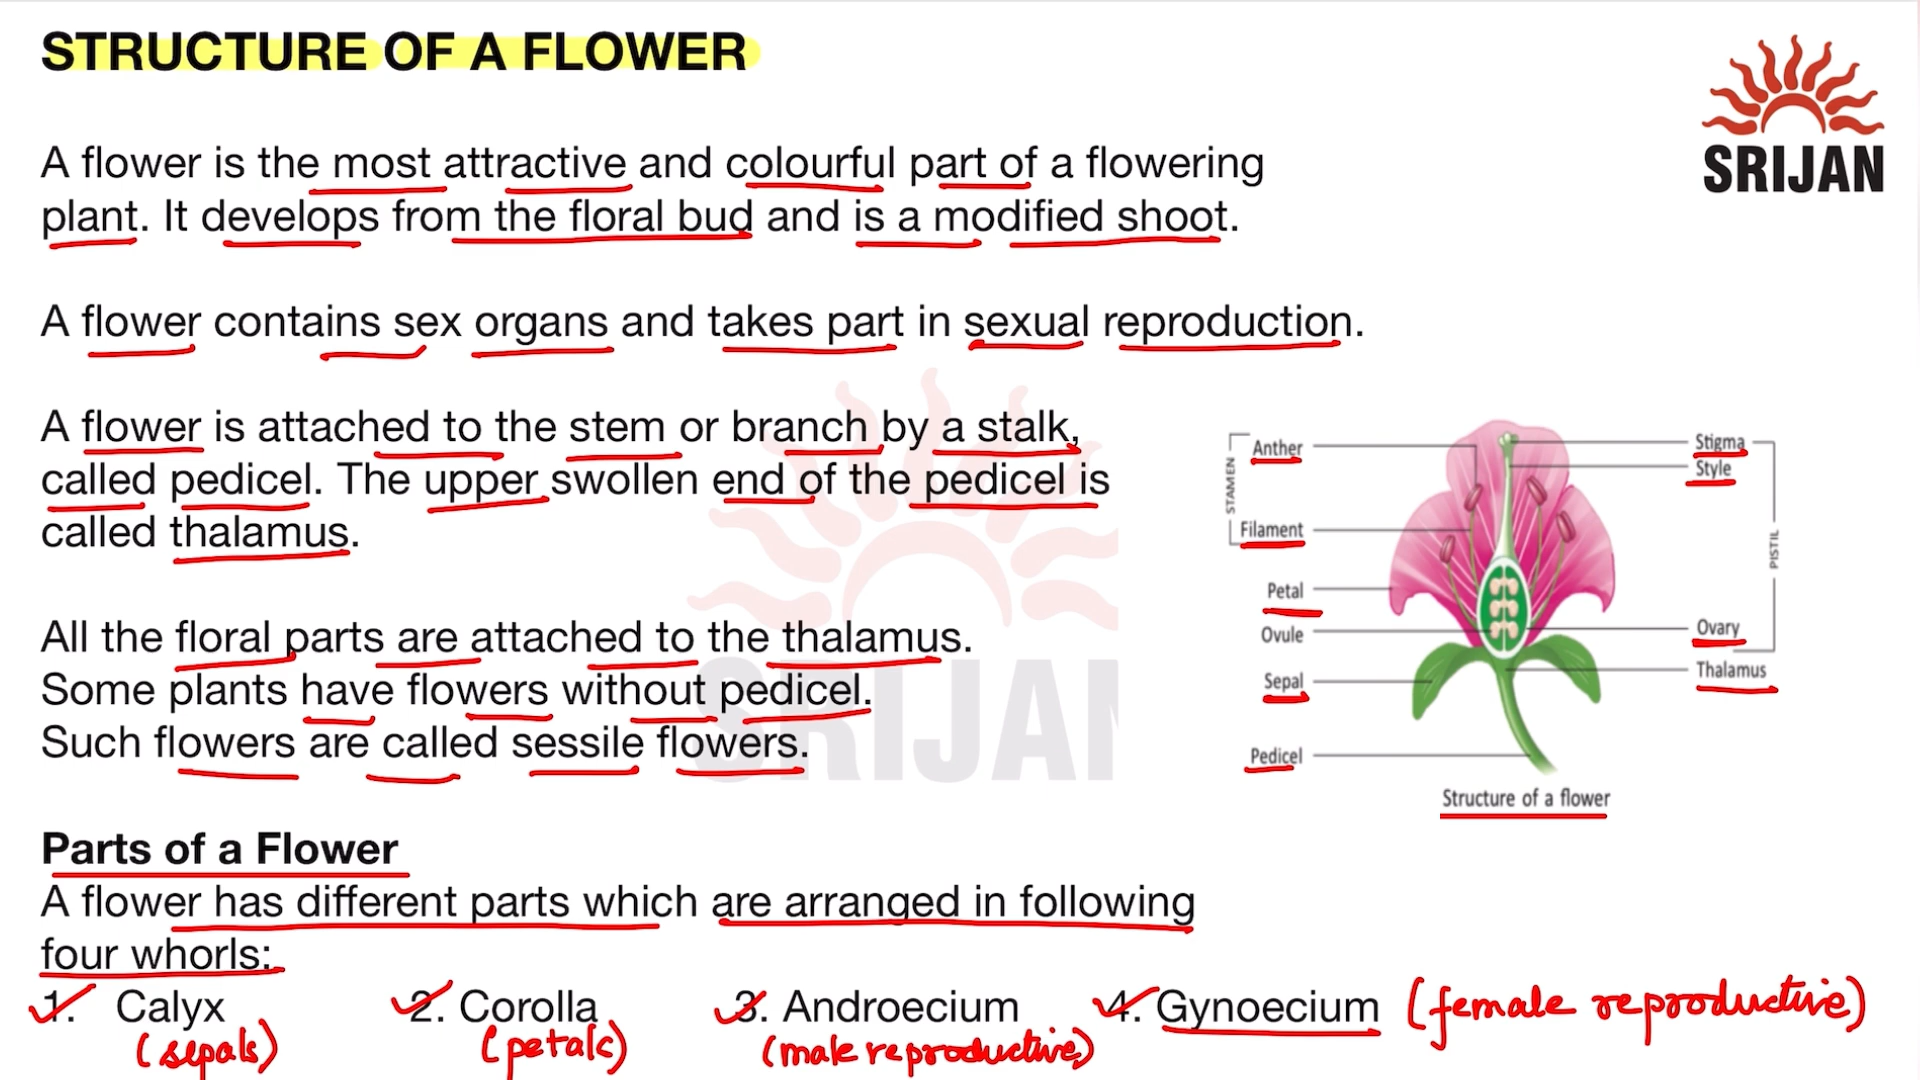 STRUCTURE OF A FLOWER
SRIJAN
A flower is the most attractive and colourful part of a flowering
plant. It develops from the floral bud and is a modified shoot.
A flower contains sex organs and takes part in sexual reproduction.
A flower is attached to the stem or branch by a stalk,
called pedicel. The upper swollen end of the pedicel is
called thalamus.
All the floral parts are attached to the thalamus.
Some plants have flowers without pedicel.
Such flowers are called sessile flowers.
SRIJAN
STAMEN
Anther
Filament
Petal
Ovule
Sepal
Pedicel
Stigma
Style
PISTIL
Ovary
Thalamus
Structure of a flower
Parts of a Flower
A flower has different parts which are arranged in following
four whorls:
1. Calyx 2. Corolla 3. Androecium 4. Gynoecium (female reproductive)
(sepals) (petals) (male reproductive)